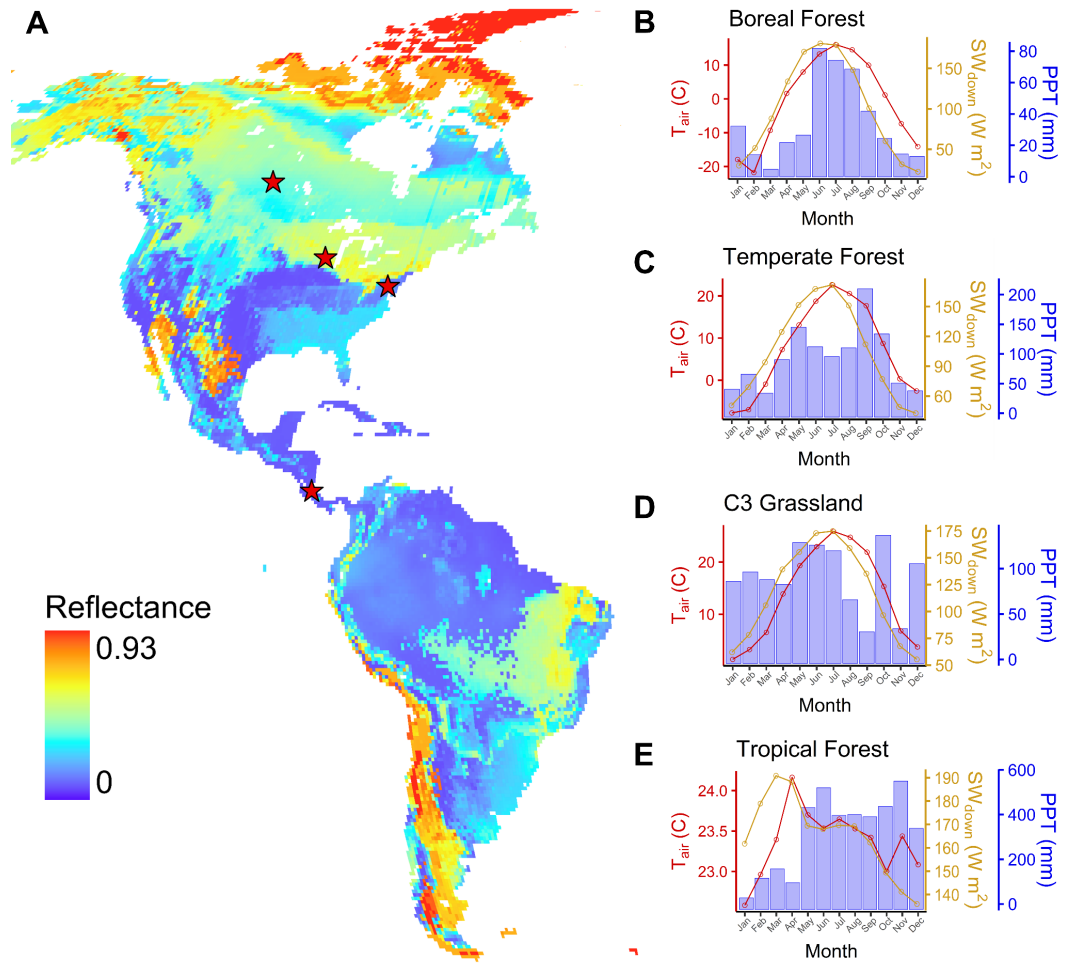 A
Reflectance
0.93
0
B
Boreal Forest
10
0
-10
-20
Tair (C)
150
100
50
SWdown (W m²)
80
60
40
20
0
PPT (mm)
Jan Feb Mar Apr May Jun Jul Aug Sep Oct Nov Dec
Month
C
Temperate Forest
20
10
0
Tair (C)
150
120
90
60
SWdown (W m²)
200
150
100
50
0
PPT (mm)
Jan Feb Mar Apr May Jun Jul Aug Sep Oct Nov Dec
Month
D
C3 Grassland
20
10
Tair (C)
175
150
125
100
75
50
SWdown (W m²)
100
50
0
PPT (mm)
Jan Feb Mar Apr May Jun Jul Aug Sep Oct Nov Dec
Month
E
Tropical Forest
24.0
23.5
23.0
Tair (C)
190
180
170
160
150
140
SWdown (W m²)
600
400
200
0
PPT (mm)
Jan Feb Mar Apr May Jun Jul Aug Sep Oct Nov Dec
Month